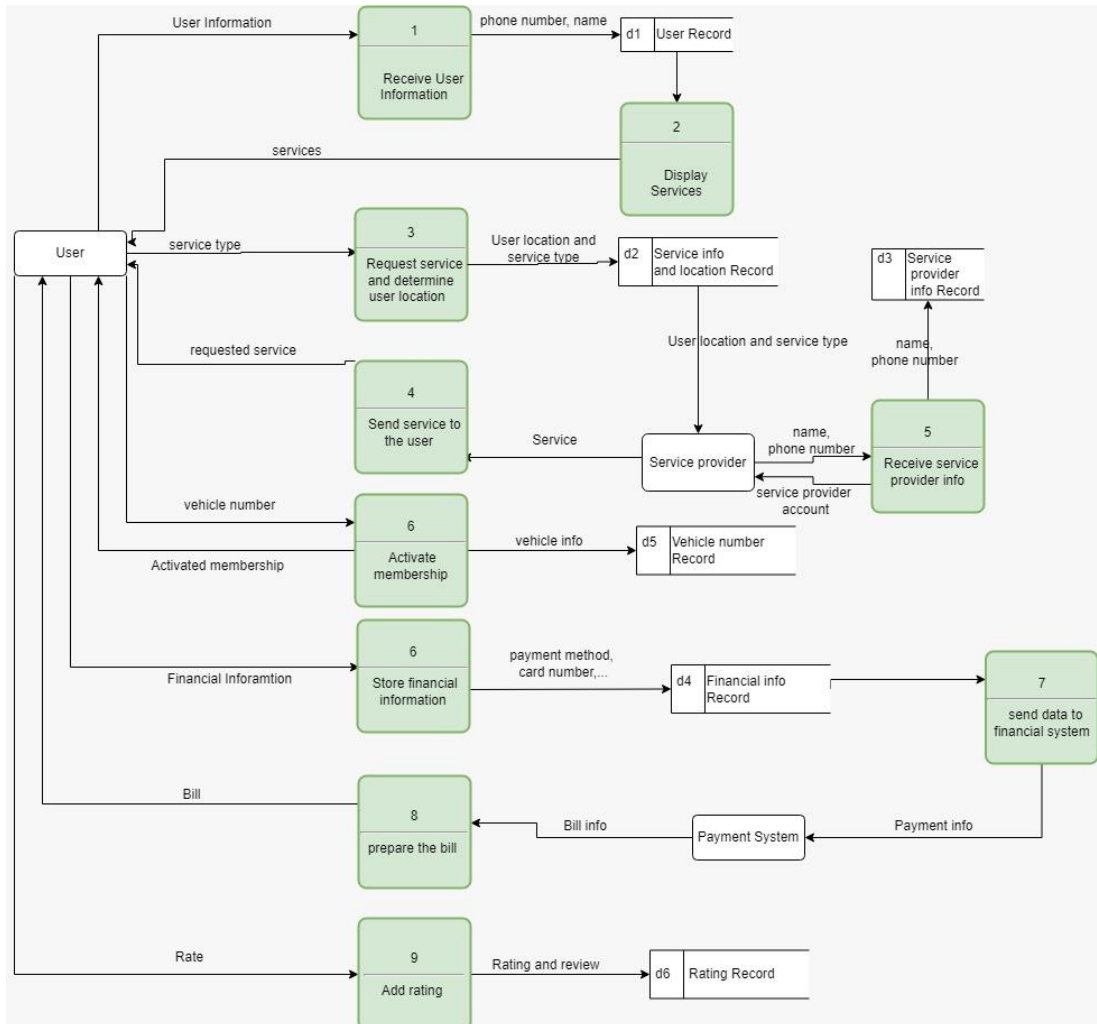 User Information
1
Receive User
Information
phone number, name
d1
User Record
2
Display
Services
services
User
service type
3
Request service
and determine
user location
User location and
service type
d2
Service info
and location Record
d3
Service
provider
info Record
User location and service type
name,
phone number
requested service
4
Send service to
the user
Service
Service provider
name,
phone number
service provider
account
5
Receive service
provider info
vehicle number
Activated membership
6
Activate
membership
vehicle info
d5
Vehicle number
Record
Financial Inforamtion
6
Store financial
information
payment method,
card number,...
d4
Financial info
Record
7
send data to
financial system
Bill
8
prepare the bill
Bill info
Payment System
Payment info
Rate
9
Add rating
Rating and review
d6
Rating Record